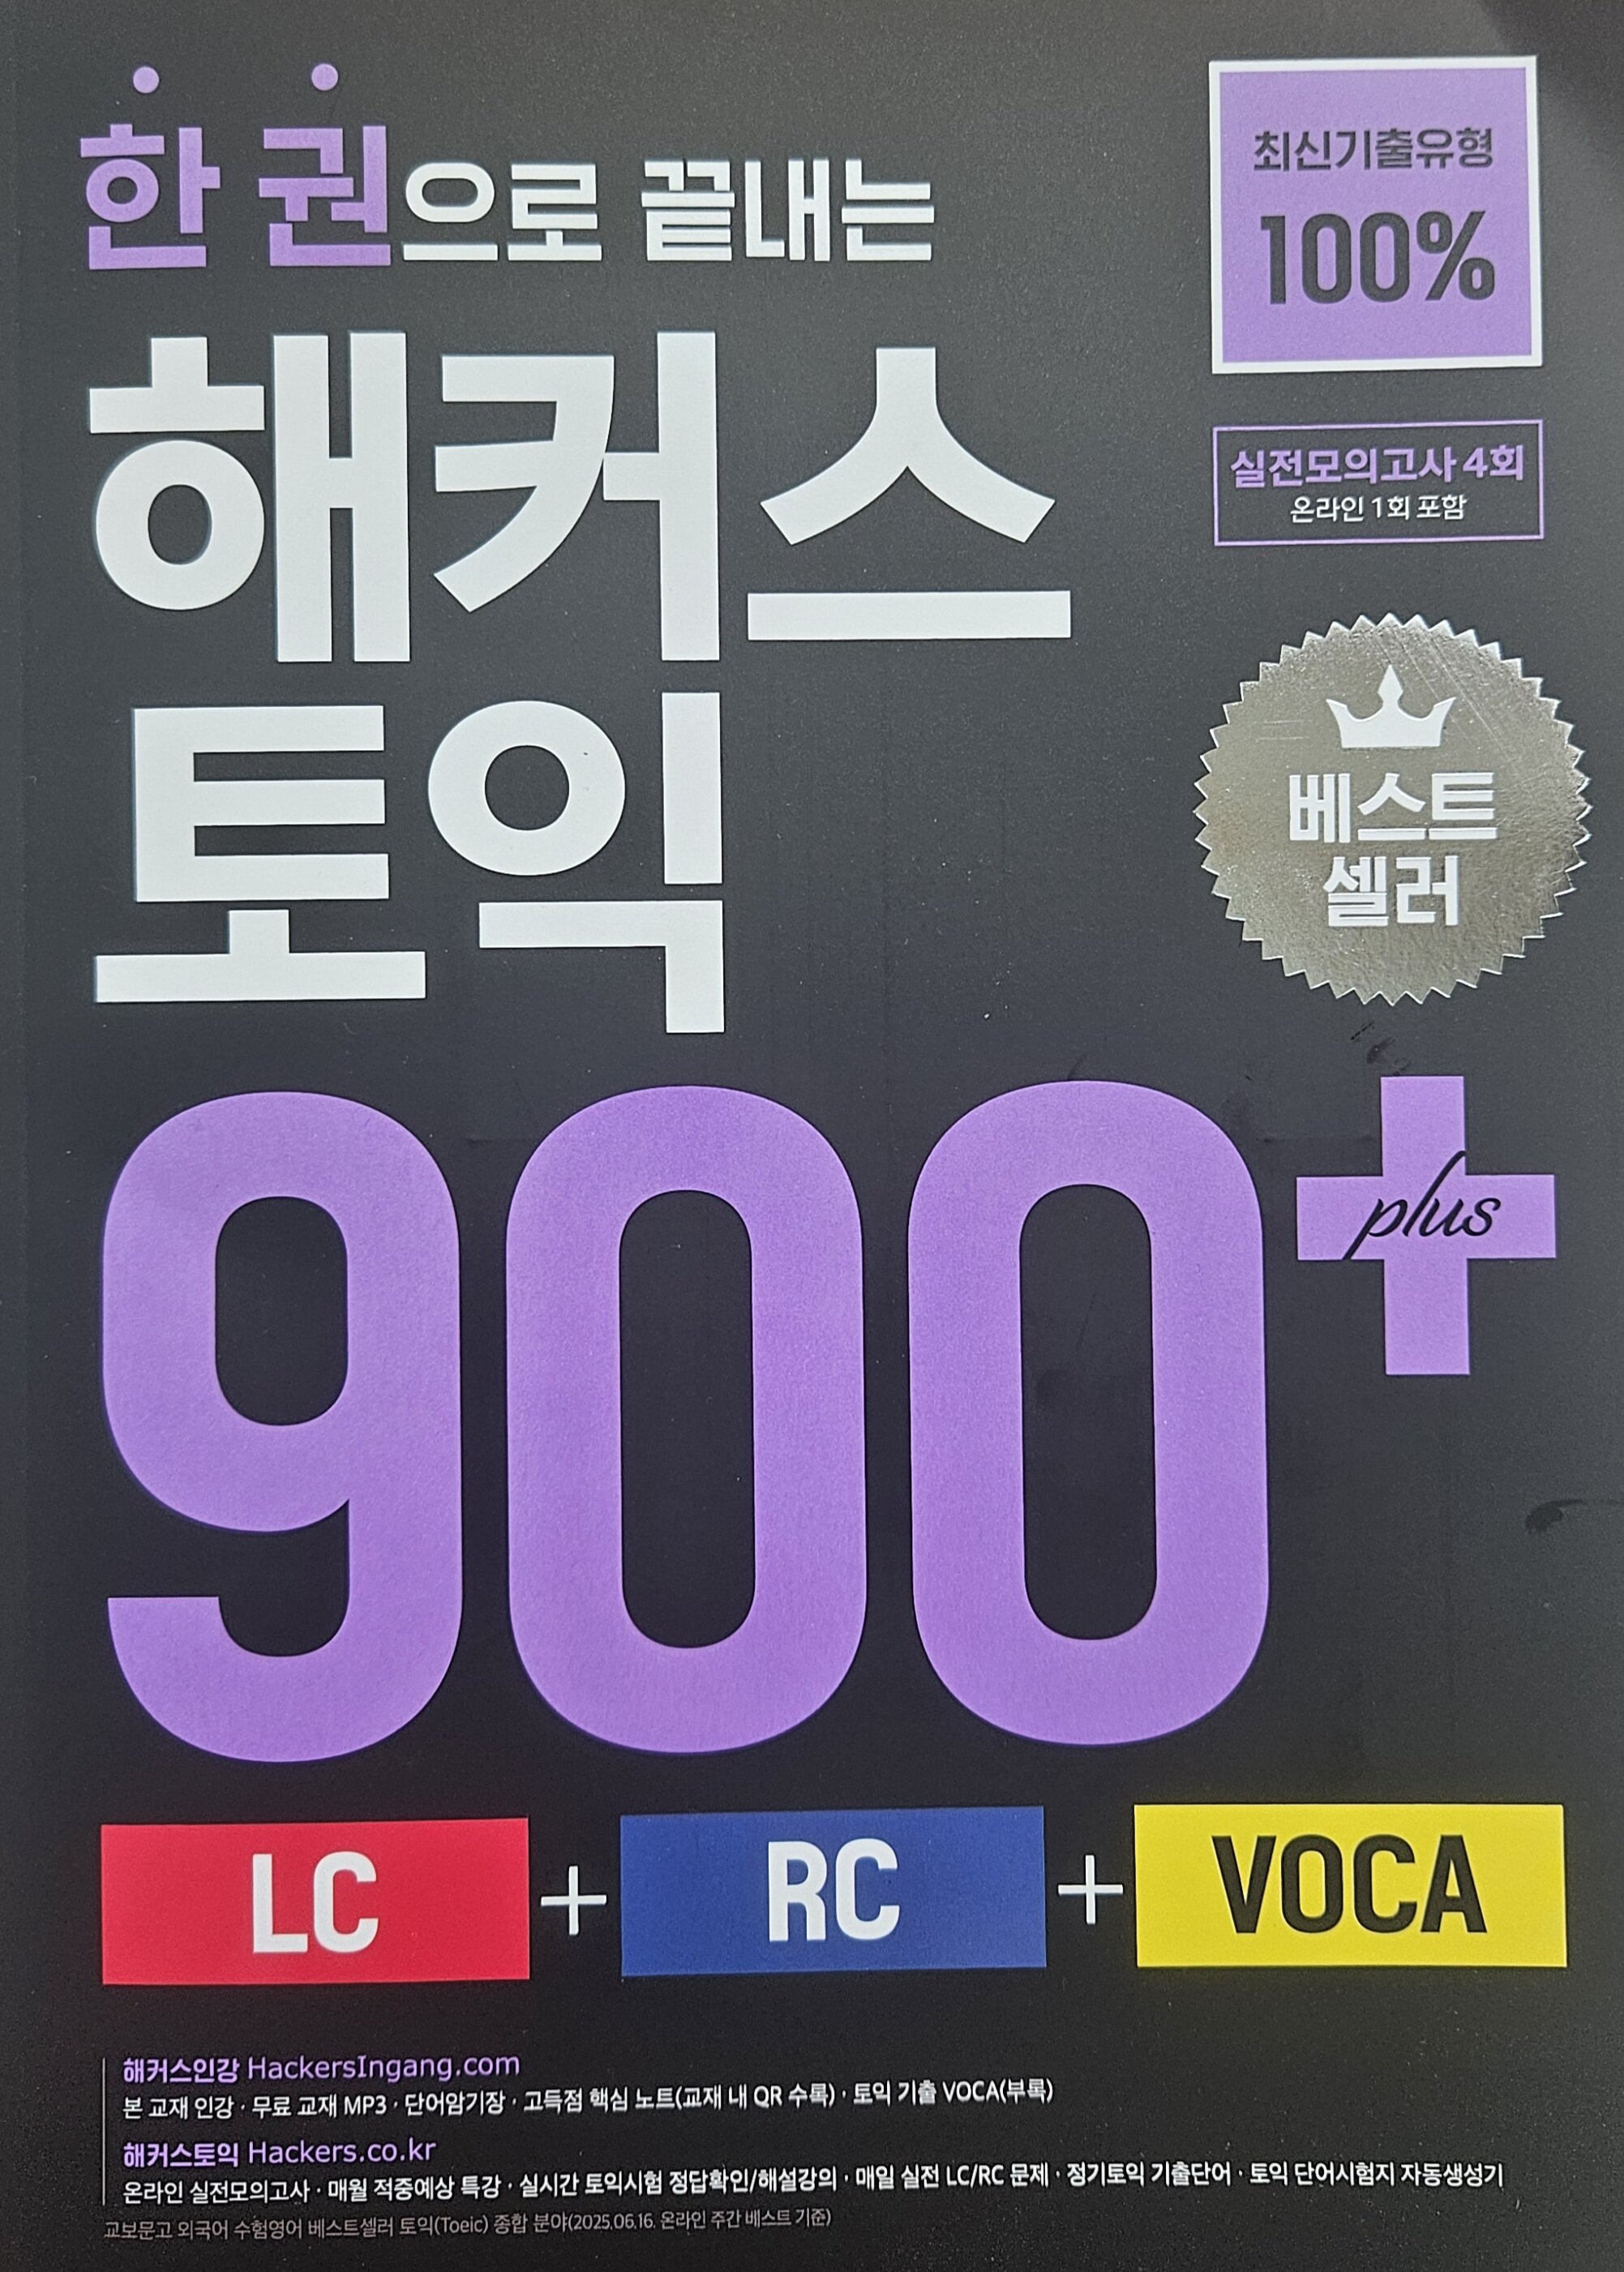 한 권으로 끝내는
해커스
토익
900+
plus
최신기출유형
100%
실전모의고사 4회
온라인 1회 포함
베스트
셀러
LC + RC + VOCA
해커스인강 HackersIngang.com
본 교재 인강 · 무료 교재 MP3 · 단어암기장 · 고득점 핵심 노트(교재 내 QR 수록) · 토익 기출 VOCA(부록)
해커스토익 Hackers.co.kr
온라인 실전모의고사 · 매월 적중예상 특강 · 실시간 토익시험 정답확인/해설강의 · 매일 실전 LC/RC 문제 · 정기토익 기출단어 · 토익 단어시험지 자동생성기
교보문고 외국어 수험영어 베스트셀러 토익(Toeic) 종합 분야(2025.06.16. 온라인 주간 베스트 기준)